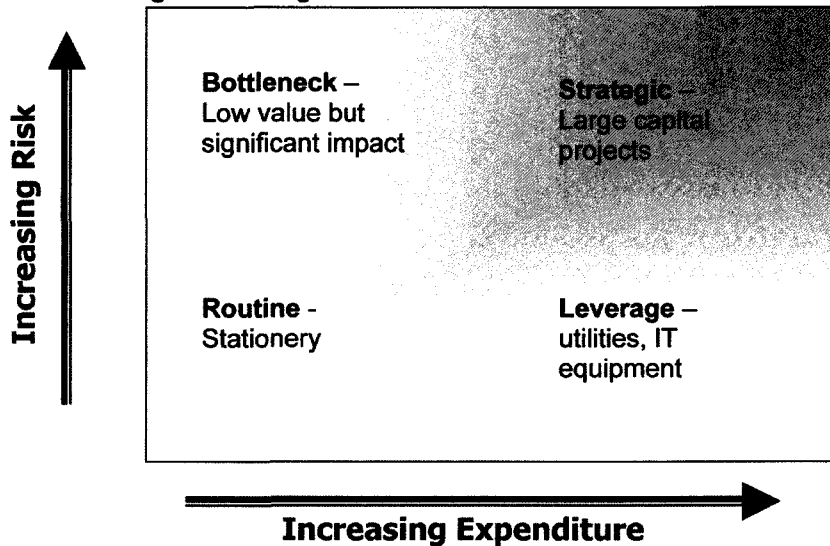 Increasing Risk
Bottleneck –
Low value but
significant impact
Strategic –
Large capital
projects
Routine -
Stationery
Leverage –
utilities, IT
equipment
Increasing Expenditure